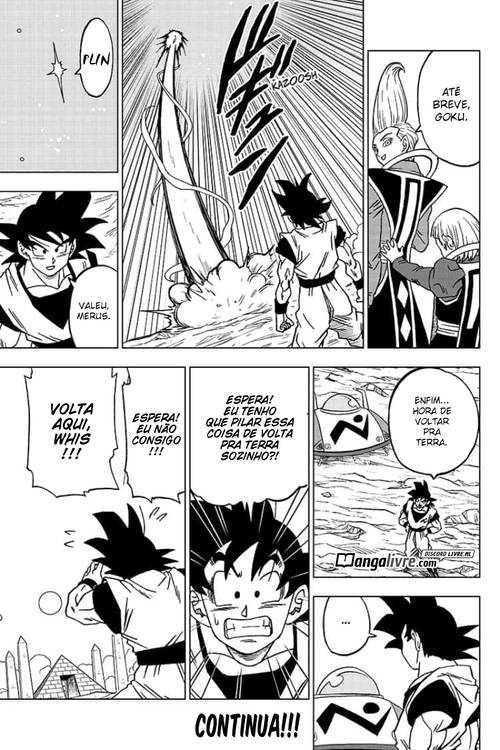 ATÉ
BREVE,
GOKU.
KAZOOSH
PLIN
VALEU,
MERUS.
ENFIM...
HORA DE
VOLTAR
PRA
TERRA.
DISCORD LIVRE.NL
Mangalivre.com
...
ESPERA!
EU TENHO
QUE PILAR ESSA
COISA DE VOLTA
PRA TERRA
SOZINHO?!
ESPERA!
EU NÃO
CONSIGO
!!!
VOLTA
AQUI,
WHIS
!!!
CONTINUA!!!